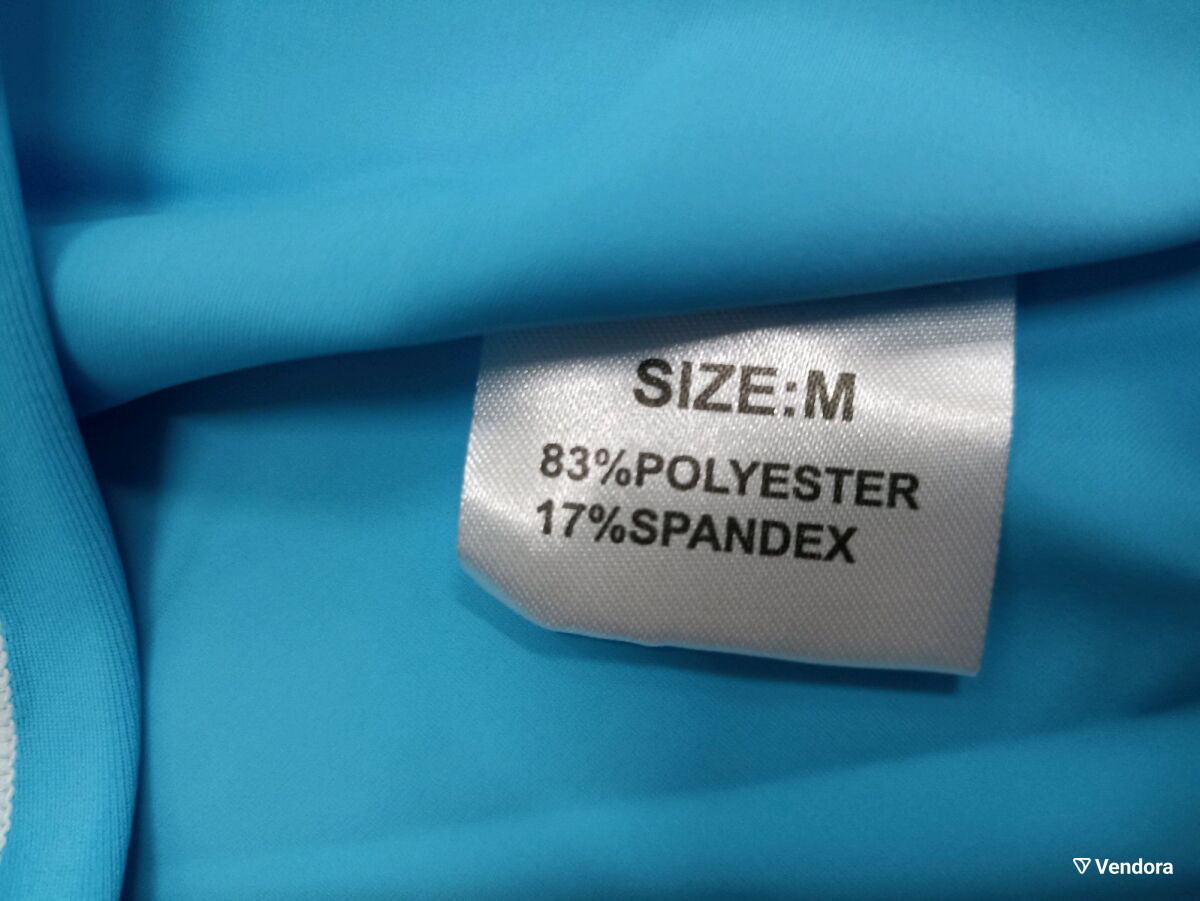 SIZE:M
83%POLYESTER
17%SPANDEX
Vendora